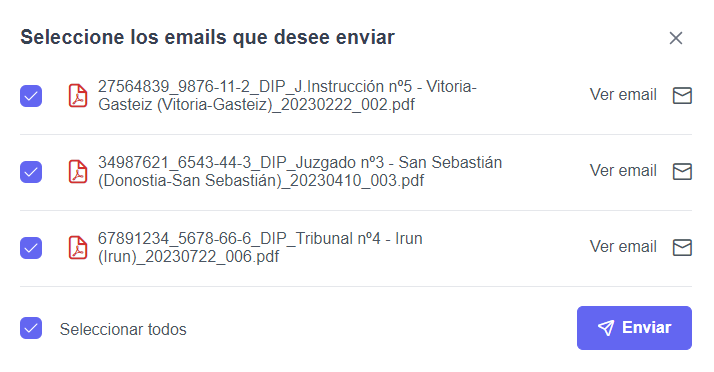 Seleccione los emails que desee enviar
27564839_9876-11-2_DIP_J.Instrucción nº5 - Vitoria-
Gasteiz (Vitoria-Gasteiz)_20230222_002.pdf
Ver email
34987621_6543-44-3_DIP_Juzgado nº3 - San Sebastián
(Donostia-San Sebastián)_20230410_003.pdf
Ver email
67891234_5678-66-6_DIP_Tribunal nº4 - Irun
(Irun)_20230722_006.pdf
Ver email
Seleccionar todos
Enviar